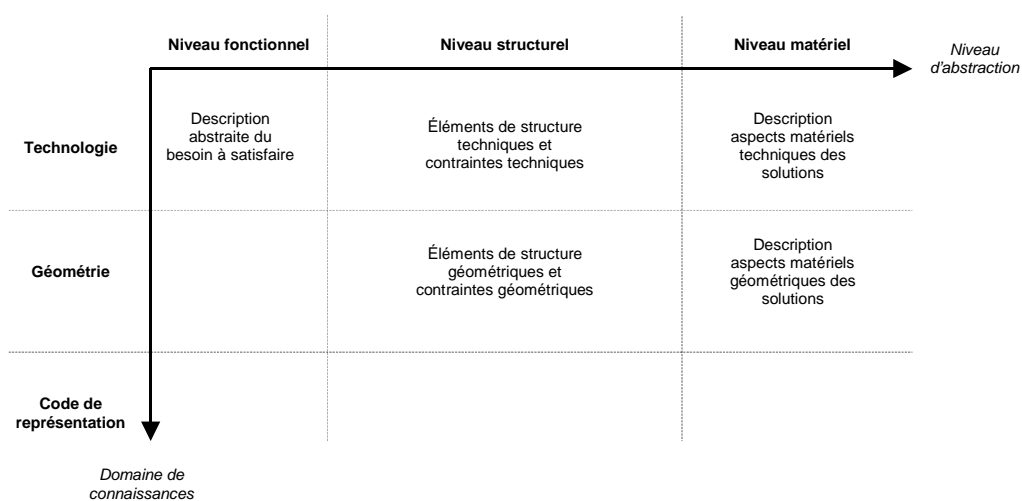 Niveau fonctionnel
Niveau structurel
Niveau matériel
Niveau
d'abstraction
Technologie
Description
abstraite du
besoin à satisfaire
Éléments de structure
techniques et
contraintes techniques
Description
aspects matériels
techniques des
solutions
Géométrie
Éléments de structure
géométriques et
contraintes géométriques
Description
aspects matériels
géométriques des
solutions
Code de
représentation
Domaine de
connaissances